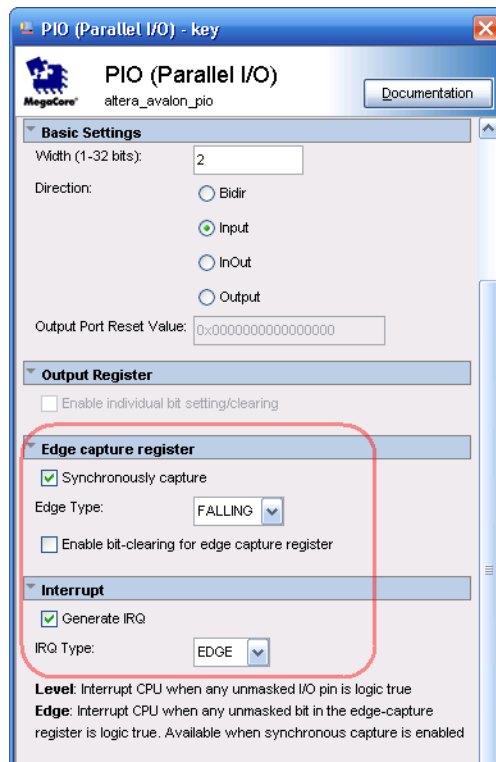 PIO (Parallel I/O) - key
PIO (Parallel I/O)
MegaCore®
altera_avalon_pio
Documentation
Basic Settings
Width (1-32 bits):
2
Direction:
Bidir
Input
InOut
Output
Output Port Reset Value:
0x0000000000000000
Output Register
Enable individual bit setting/clearing
Edge capture register
Synchronously capture
Edge Type:
FALLING
Enable bit-clearing for edge capture register
Interrupt
Generate IRQ
IRQ Type:
EDGE
Level: Interrupt CPU when any unmasked I/O pin is logic true
Edge: Interrupt CPU when any unmasked bit in the edge-capture
register is logic true. Available when synchronous capture is enabled